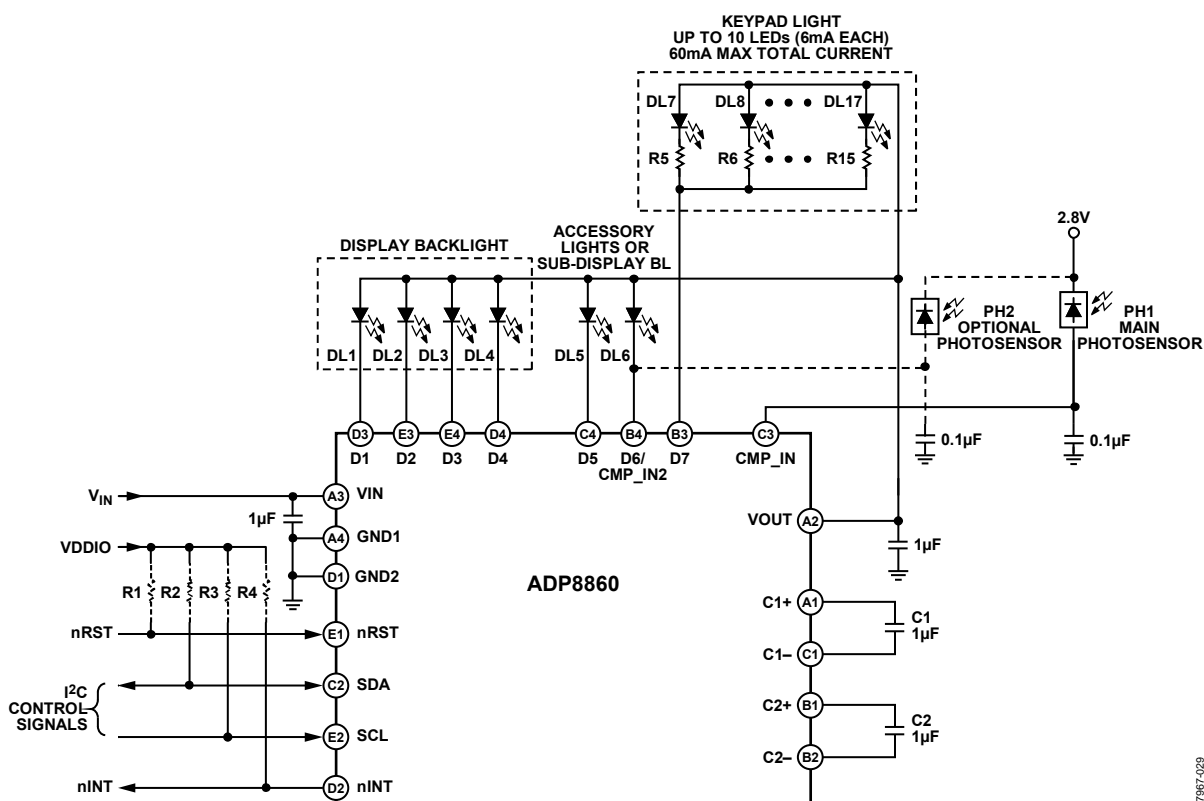 KEYPAD LIGHT
UP TO 10 LEDs (6mA EACH)
60mA MAX TOTAL CURRENT
DL7 DL8 DL17
R5 R6 R15
2.8V
DISPLAY BACKLIGHT
ACCESSORY
LIGHTS OR
SUB-DISPLAY BL
PH2
OPTIONAL
PHOTOSENSOR
PH1
MAIN
PHOTOSENSOR
DL1 DL2 DL3 DL4 DL5 DL6
D3 E3 E4 D4 C4 B4 B3 C3
D1 D2 D3 D4 D5 D6/
CMP_IN2 D7 CMP_IN
0.1µF 0.1µF
VIN A3 VIN
1µF
A4 GND1
VOUT A2
1µF
VDDIO
D1 GND2
R1 R2 R3 R4
ADP8860
C1+ A1
C1
1µF
nRST E1 nRST
C1– C1
I2C
CONTROL
SIGNALS
C2 SDA
C2+ B1
C2
1µF
E2 SCL
C2– B2
nINT D2 nINT
7967-029